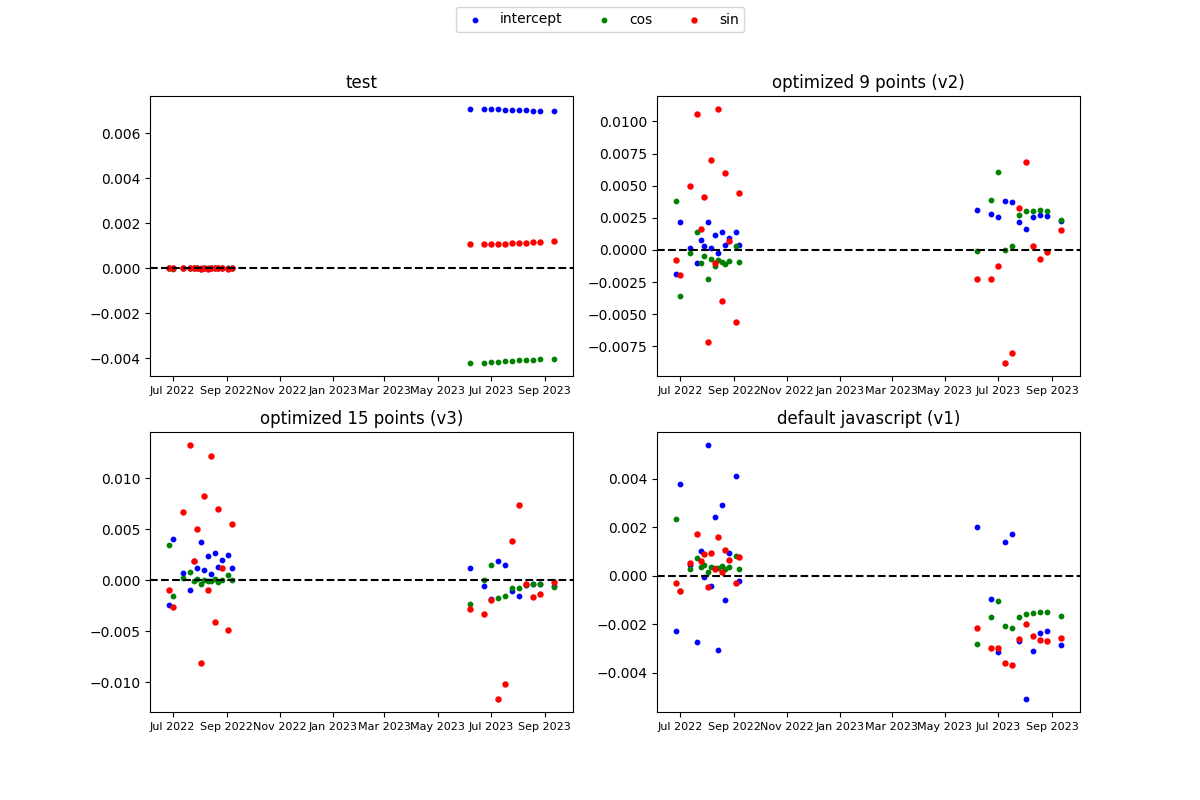 intercept cos sin
test
0.006
0.004
0.002
0.000
−0.002
−0.004
Jul 2022 Sep 2022 Nov 2022 Jan 2023 Mar 2023 May 2023 Jul 2023 Sep 2023
optimized 9 points (v2)
0.0100
0.0075
0.0050
0.0025
0.0000
−0.0025
−0.0050
−0.0075
Jul 2022 Sep 2022 Nov 2022 Jan 2023 Mar 2023 May 2023 Jul 2023 Sep 2023
optimized 15 points (v3)
0.010
0.005
0.000
−0.005
−0.010
Jul 2022 Sep 2022 Nov 2022 Jan 2023 Mar 2023 May 2023 Jul 2023 Sep 2023
default javascript (v1)
0.004
0.002
0.000
−0.002
−0.004
Jul 2022 Sep 2022 Nov 2022 Jan 2023 Mar 2023 May 2023 Jul 2023 Sep 2023